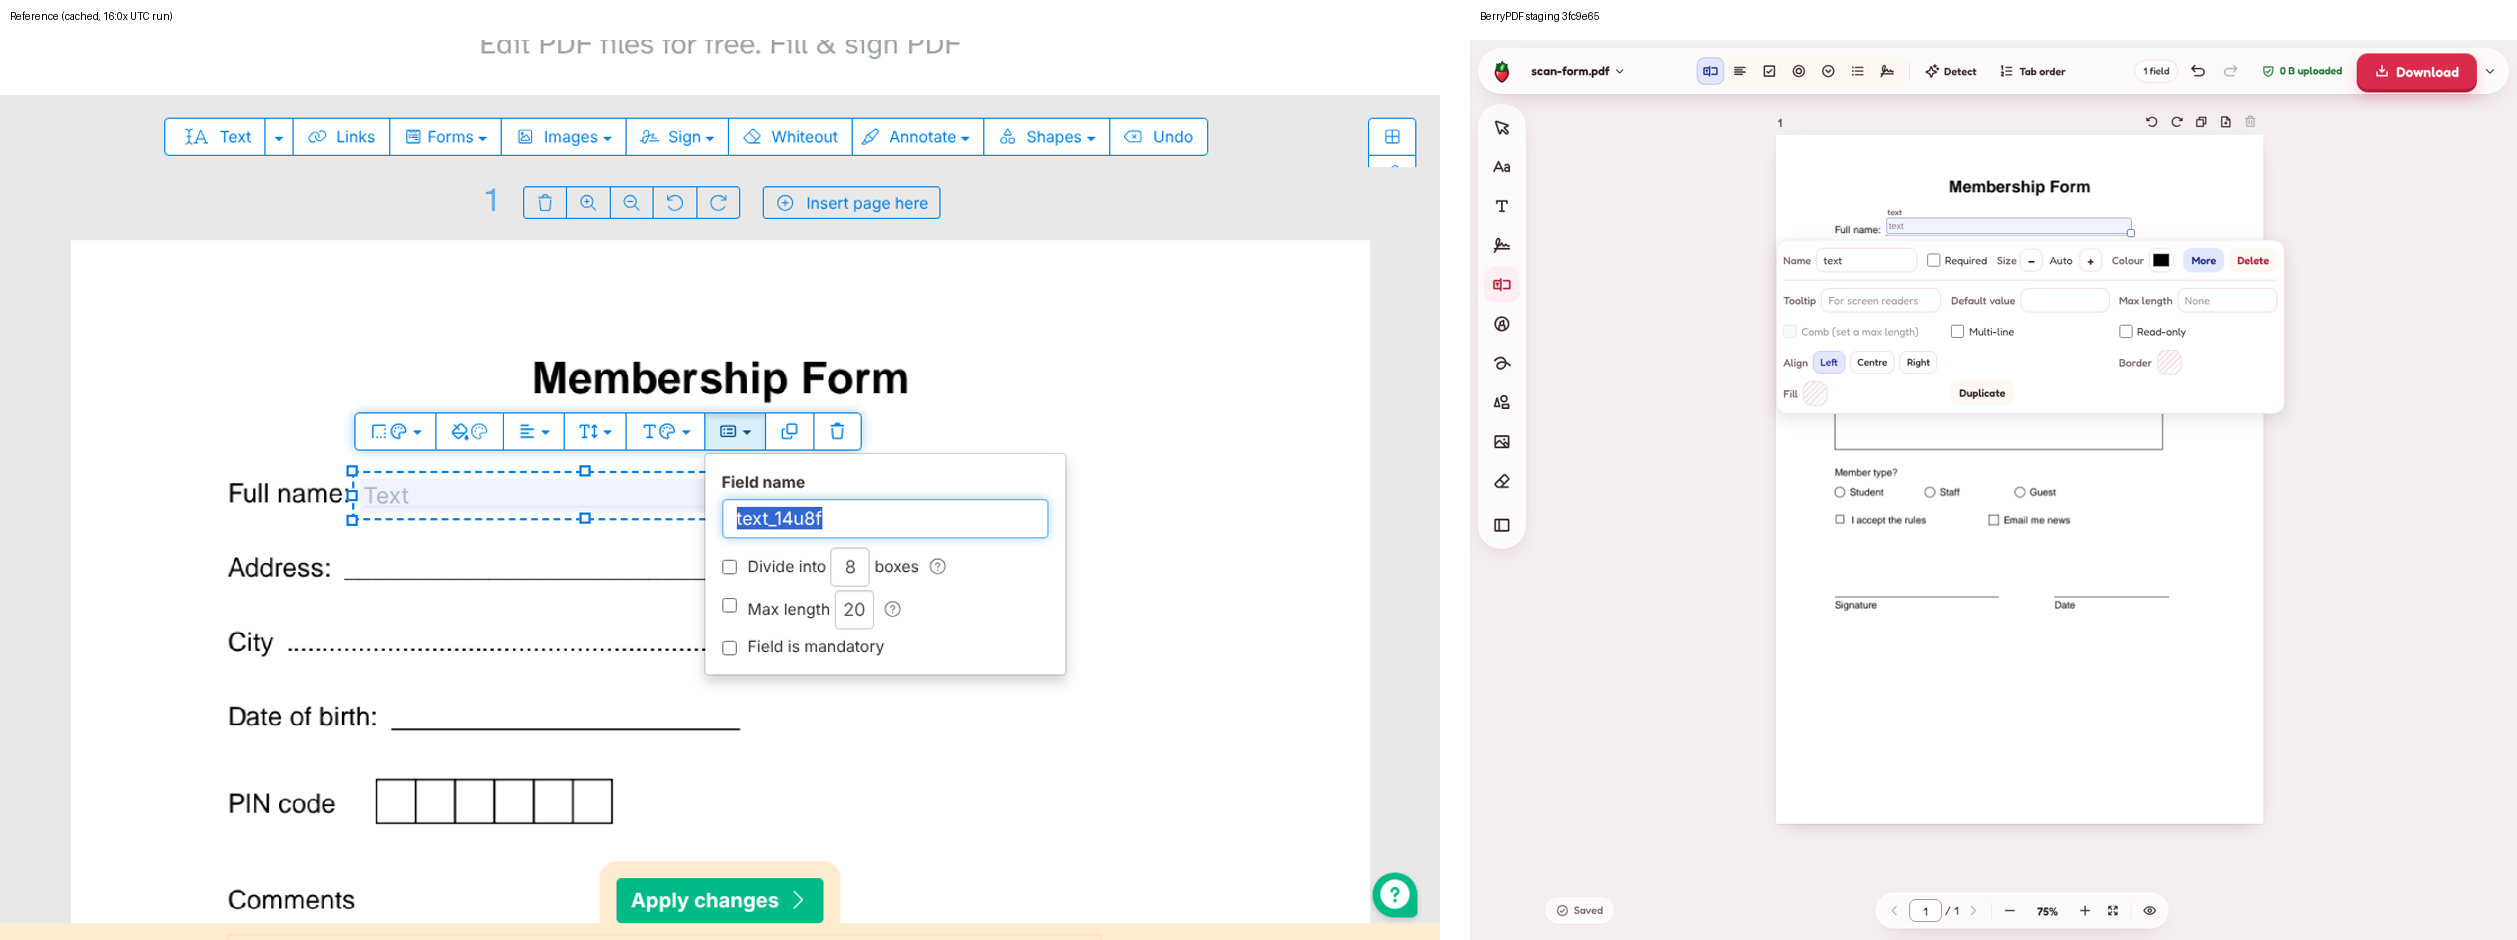 Reference (cached, 16:0x UTC run)
Edit PDF files for free. Fill & sign PDF
Text
Links
Forms
Images
Sign
Whiteout
Annotate
Shapes
Undo
1
Insert page here
Membership Form
Full name:
Text
Field name
text_14u8f
Divide into 8 boxes
Max length 20
Field is mandatory
Address:
City
Date of birth:
PIN code
Comments
Apply changes
BerryPDF staging 3fc9e65
scan-form.pdf
Detect
Tab order
1 field
0 B uploaded
Download
Aa
T
1
Membership Form
text
Full name:
text
Name text
Required
Size - Auto +
Colour
More
Delete
Tooltip For screen readers
Default value
Max length None
Comb (set a max length)
Multi-line
Read-only
Align Left Centre Right
Border
Fill
Duplicate
Member type?
Student
Staff
Guest
I accept the rules
Email me news
Signature
Date
Saved
1 / 1
75%